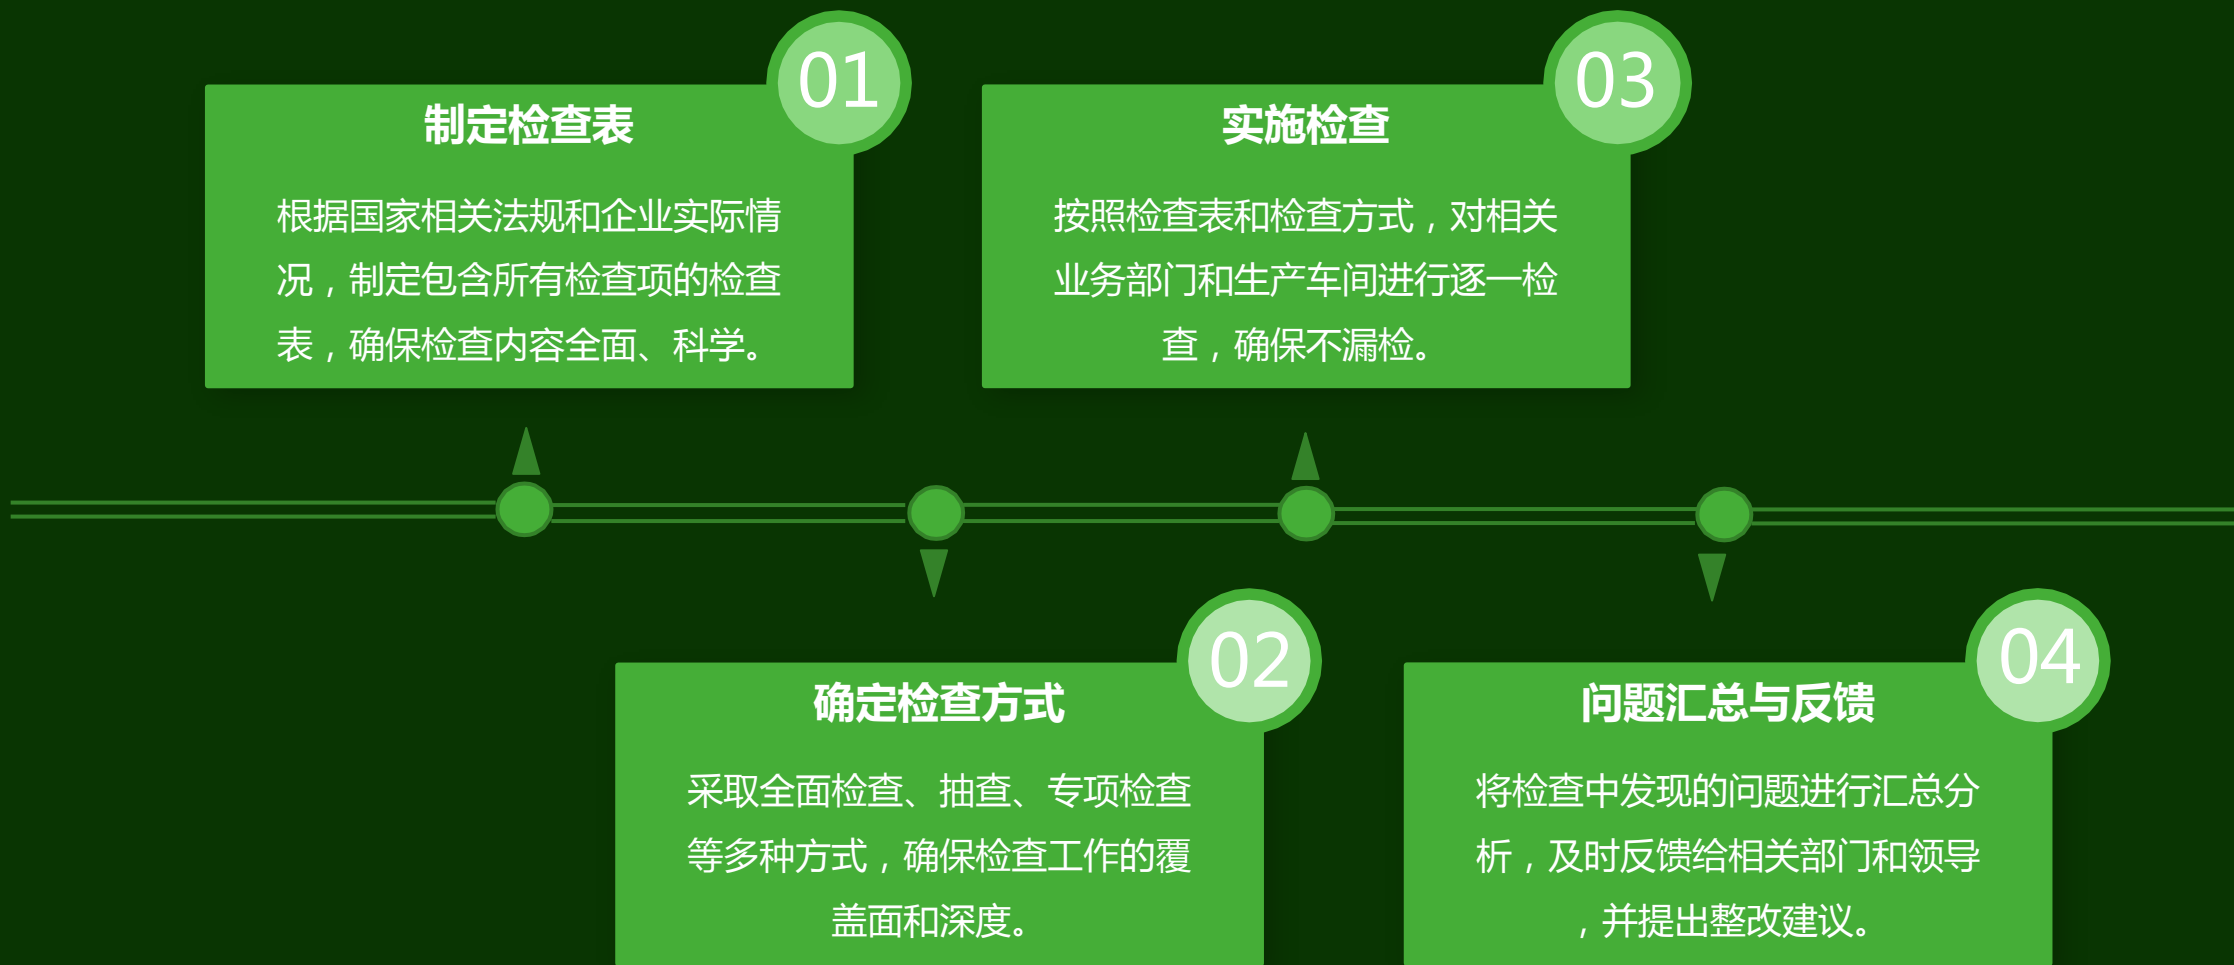 01
制定检查表
根据国家相关法规和企业实际情
况，制定包含所有检查项的检查
表，确保检查内容全面、科学。
02
确定检查方式
采取全面检查、抽查、专项检查
等多种方式，确保检查工作的覆
盖面和深度。
03
实施检查
按照检查表和检查方式，对相关
业务部门和生产车间进行逐一检
查，确保不漏检。
04
问题汇总与反馈
将检查中发现的问题进行汇总分
析，及时反馈给相关部门和领导
，并提出整改建议。